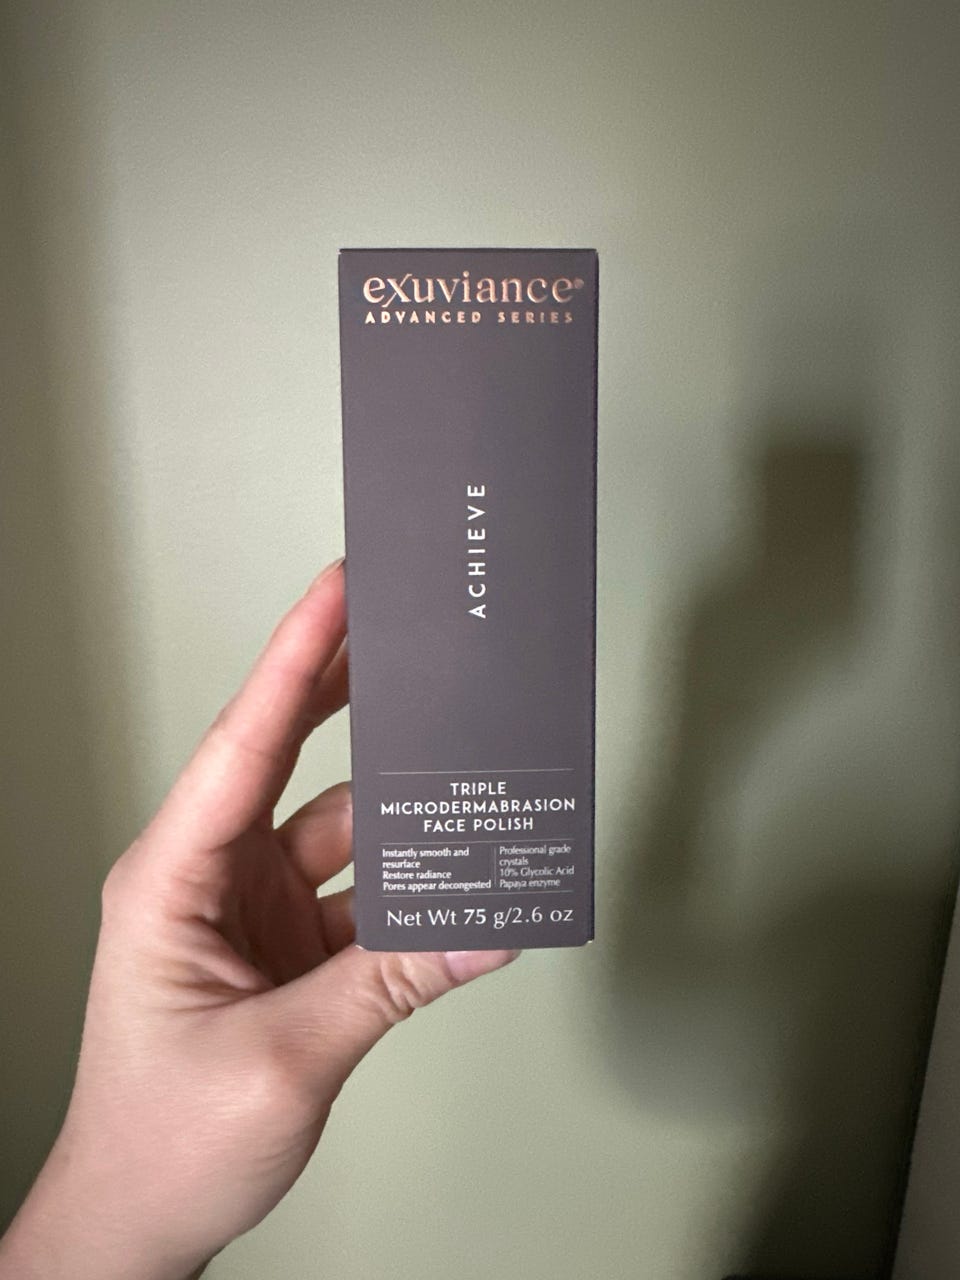 exuviance®
ADVANCED SERIES
ACHIEVE
TRIPLE
MICRODERMABRASION
FACE POLISH
Instantly smooth and
resurface
Restore radiance
Pores appear decongested
Professional grade
crystals
10% Glycolic Acid
Papaya enzyme
Net Wt 75 g/2.6 oz